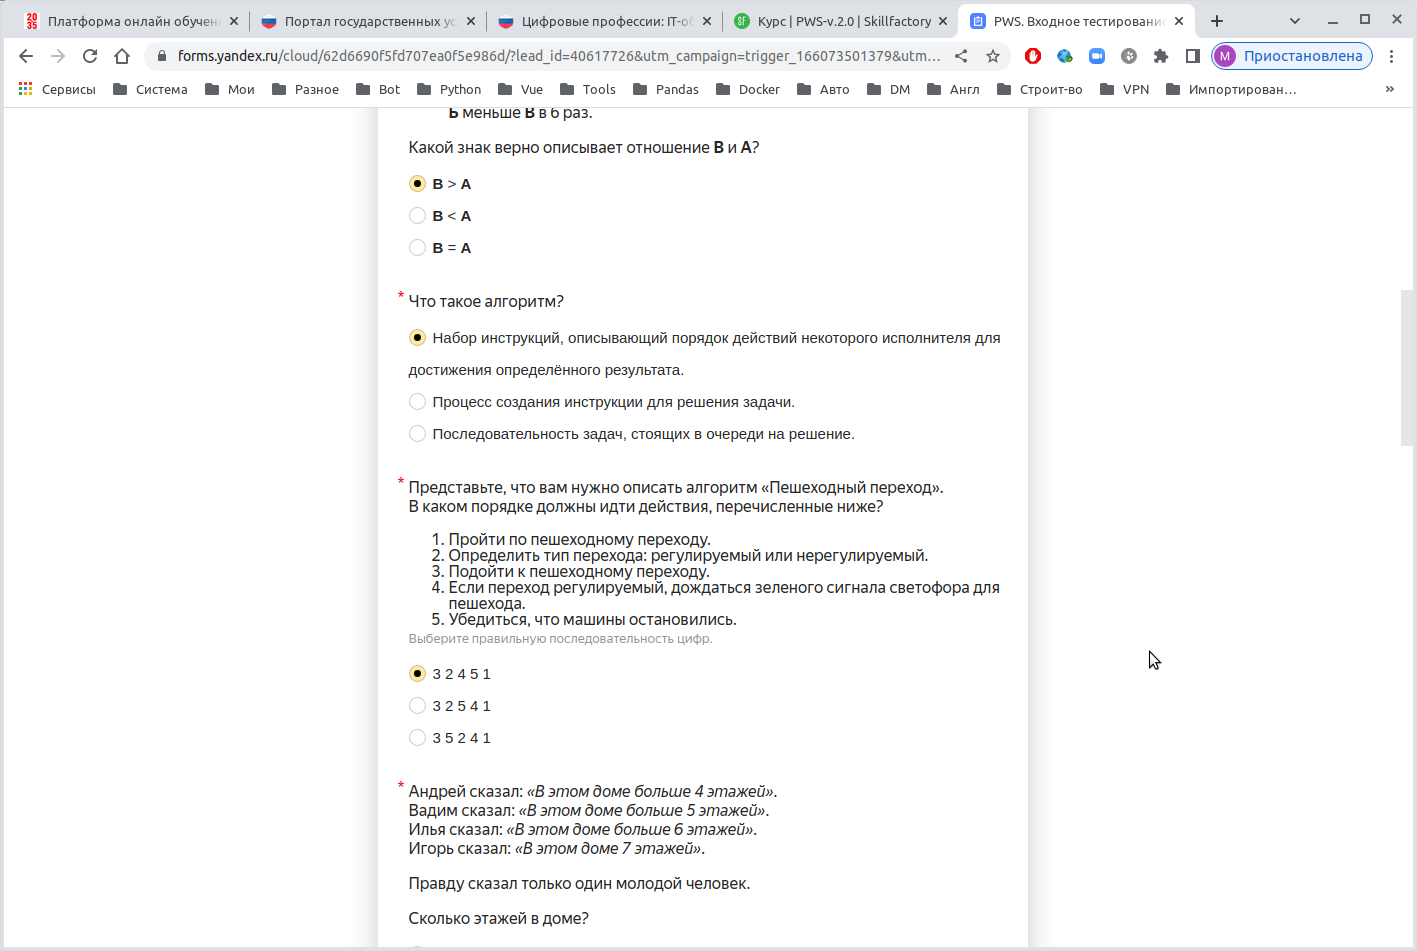 Платформа онлайн обучен
Портал государственных ус
Цифровые профессии: IT-об
Курс | PWS-v.2.0 | Skillfactory
PWS. Входное тестирование
forms.yandex.ru/cloud/62d6690f5fd707ea0f5e986d/?lead_id=40617726&utm_campaign=trigger_166073501379&utm...
М Приостановлена
Сервисы Система Мои Разное Bot Python Vue Tools Pandas Docker Авто DM Англ Строит-во VPN Импортирован... »
Б меньше В в 6 раз.
Какой знак верно описывает отношение В и А?
В > А
В < А
В = А
* Что такое алгоритм?
Набор инструкций, описывающий порядок действий некоторого исполнителя для
достижения определённого результата.
Процесс создания инструкции для решения задачи.
Последовательность задач, стоящих в очереди на решение.
* Представьте, что вам нужно описать алгоритм «Пешеходный переход».
В каком порядке должны идти действия, перечисленные ниже?
1. Пройти по пешеходному переходу.
2. Определить тип перехода: регулируемый или нерегулируемый.
3. Подойти к пешеходному переходу.
4. Если переход регулируемый, дождаться зеленого сигнала светофора для
пешехода.
5. Убедиться, что машины остановились.
Выберите правильную последовательность цифр.
3 2 4 5 1
3 2 5 4 1
3 5 2 4 1
* Андрей сказал: «В этом доме больше 4 этажей».
Вадим сказал: «В этом доме больше 5 этажей».
Илья сказал: «В этом доме больше 6 этажей».
Игорь сказал: «В этом доме 7 этажей».
Правду сказал только один молодой человек.
Сколько этажей в доме?